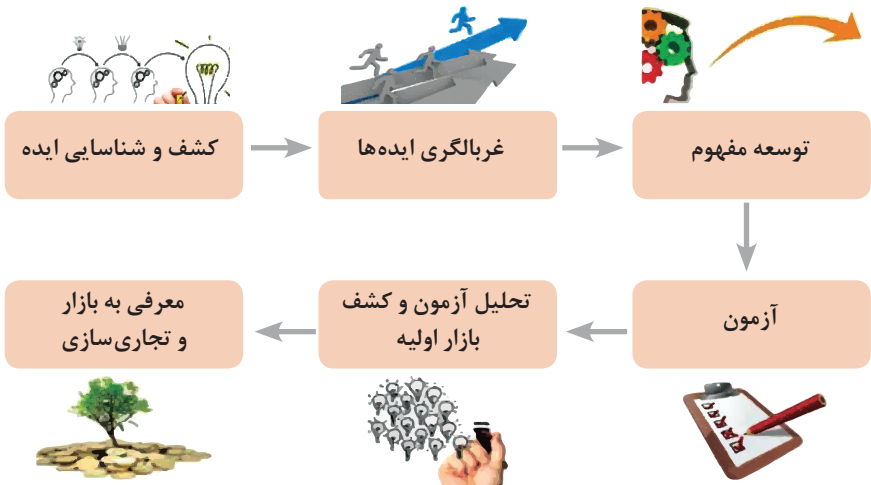 کشف و شناسایی ایده
غربالگری ایده‌ها
توسعه مفهوم
آزمون
تحلیل آزمون و کشف
بازار اولیه
معرفی به بازار
و تجاری‌سازی